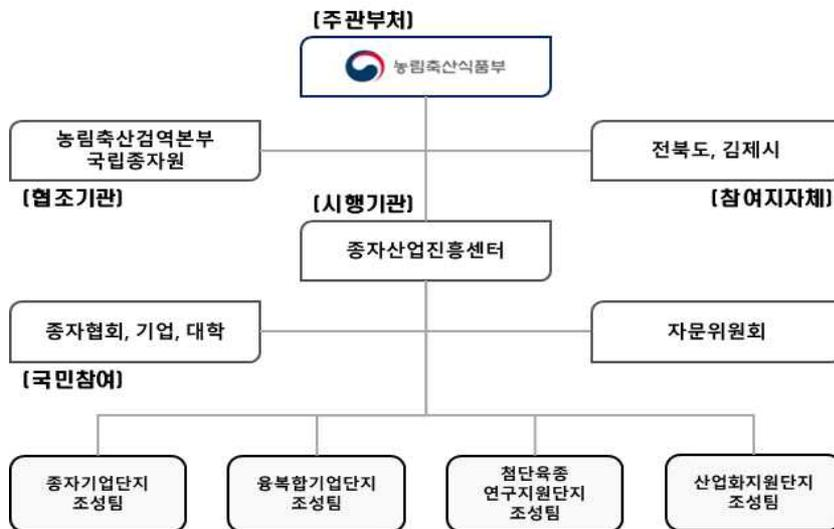 (주관부처)
농림축산식품부
농림축산검역본부
국립종자원
전북도, 김제시
(협조기관)
(시행기관)
(참여지자체)
종자산업진흥센터
종자협회, 기업, 대학
자문위원회
(국민참여)
종자기업단지
조성팀
융복합기업단지
조성팀
첨단육종
연구지원단지
조성팀
산업화지원단지
조성팀